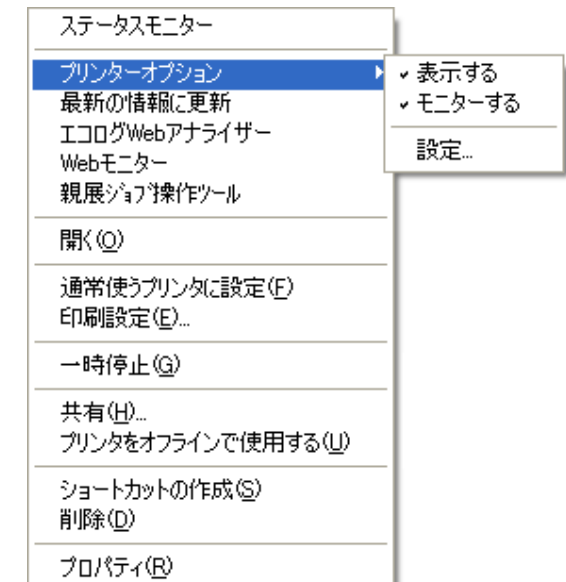 ステータスモニター
プリンターオプション
最新の情報に更新
エコログWebアナライザー
Webモニター
親展ジョブ操作ツール
開く(O)
通常使うプリンタに設定(F)
印刷設定(E)...
一時停止(G)
共有(H)...
プリンタをオフラインで使用する(U)
ショートカットの作成(S)
削除(D)
プロパティ(R)
表示する
モニターする
設定...